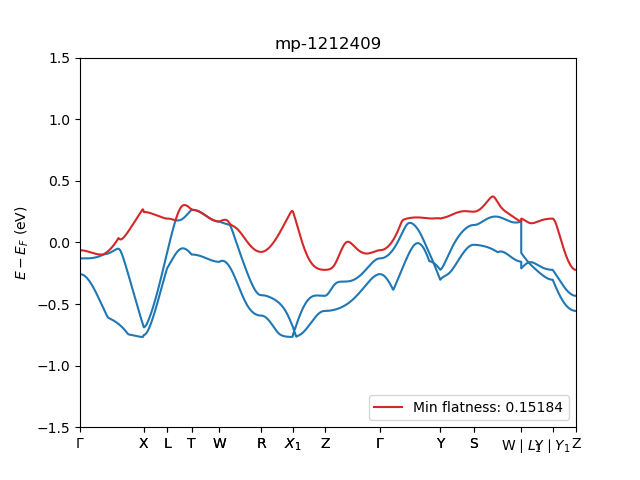 mp-1212409
1.5
1.0
0.5
0.0
−0.5
−1.0
−1.5
E − E_F (eV)
Min flatness: 0.15184
Γ X L T W R X₁ Z Γ Y S W | L Y | Y₁ Z